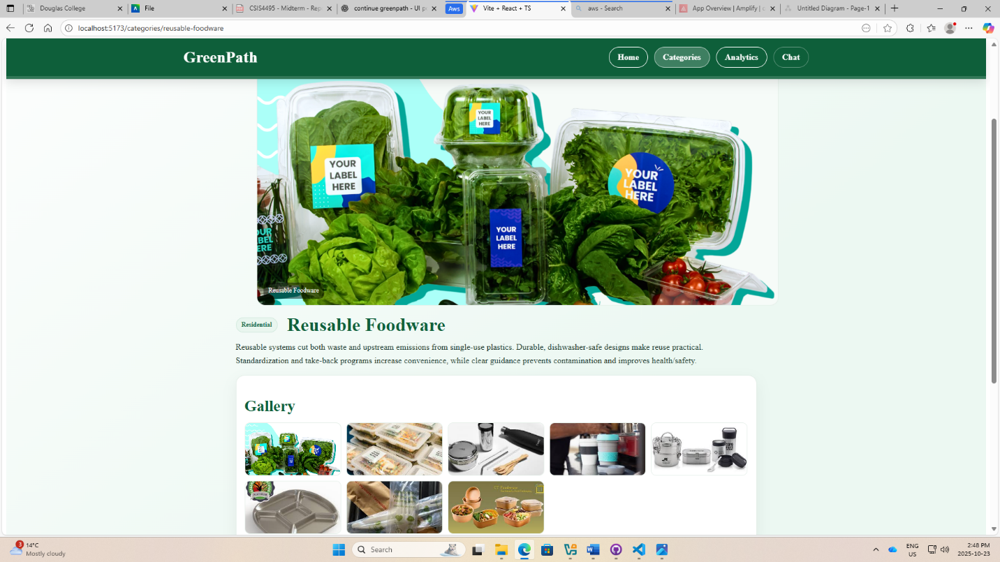 Douglas College
File
CSIS4495 - Midterm - Rep
continue greenpath - UI p
Aws
Vite + React + TS
aws - Search
App Overview | Amplify |
Untitled Diagram - Page-1
localhost:5173/categories/reusable-foodware
GreenPath
Home
Categories
Analytics
Chat
YOUR
LABEL
HERE
YOUR
LABEL
HERE
YOUR
LABEL
HERE
YOUR
LABEL
HERE
LABEL
HERE
Reusable Foodware
Residential
Reusable Foodware
Reusable systems cut both waste and upstream emissions from single-use plastics. Durable, dishwasher-safe designs make reuse practical.
Standardization and take-back programs increase convenience, while clear guidance prevents contamination and improves health/safety.
Gallery
3
14°C
Mostly cloudy
Search
ENG
US
2:48 PM
2025-10-23